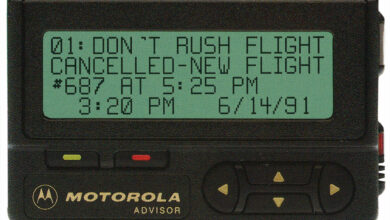 01: DON'T RUSH FLIGHT
CANCELLED-NEW FLIGHT
#687 AT 5:25 PM
3:20 PM 6/14/91
MOTOROLA
ADVISOR